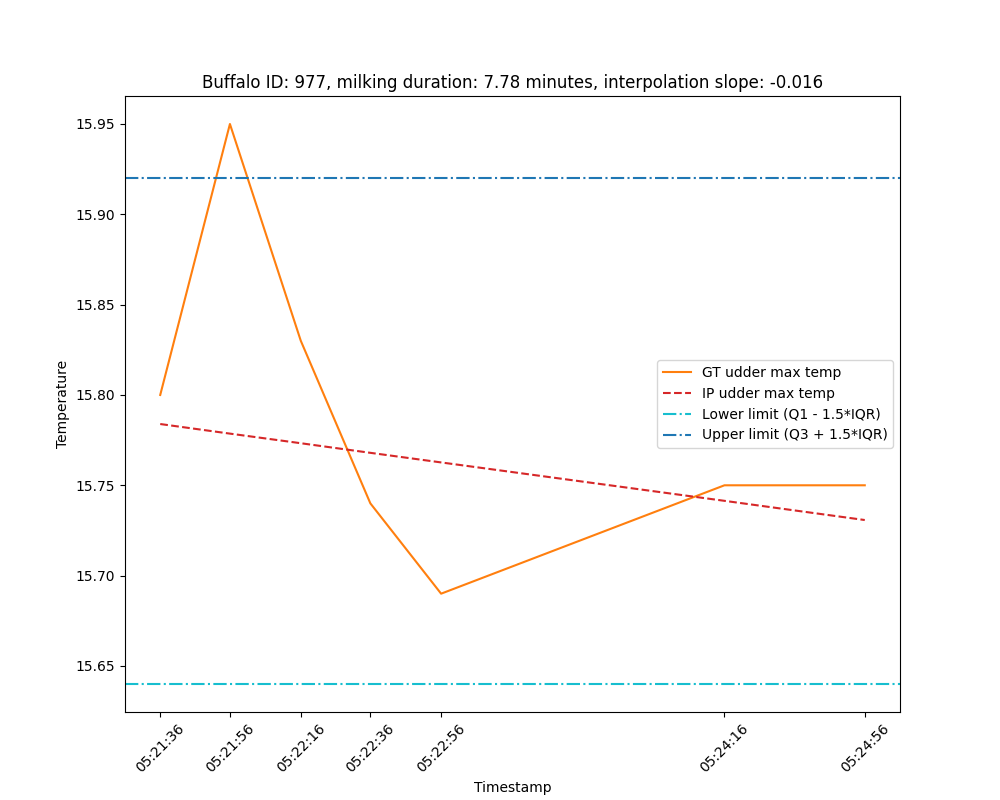 Buffalo ID: 977, milking duration: 7.78 minutes, interpolation slope: -0.016
15.95
15.90
15.85
15.80
15.75
15.70
15.65
Temperature
GT udder max temp
IP udder max temp
Lower limit (Q1 - 1.5*IQR)
Upper limit (Q3 + 1.5*IQR)
05:21:36
05:21:56
05:22:16
05:22:36
05:22:56
05:24:16
05:24:56
Timestamp